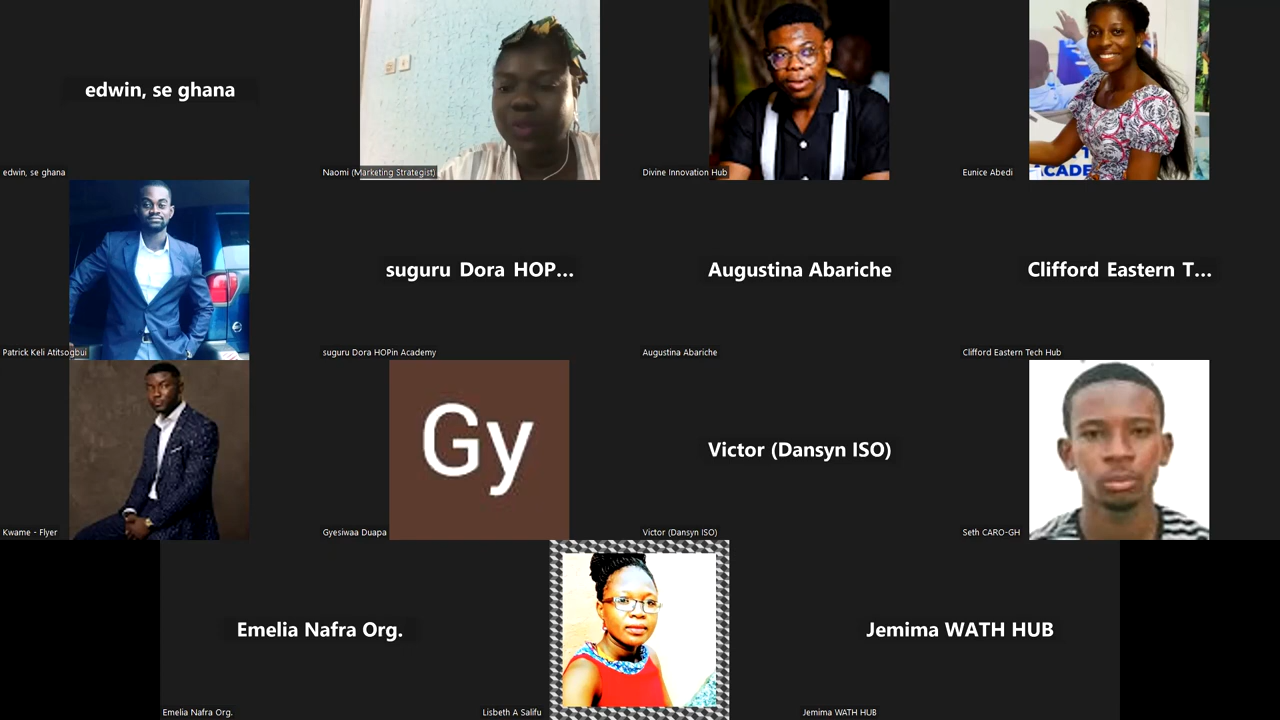 edwin, se ghana
edwin, se ghana
Naomi (Marketing Strategist)
Divine Innovation Hub
CADE
Eunice Abedi
Patrick Keli Atitsogbui
suguru Dora HOP...
suguru Dora HOPin Academy
Augustina Abariche
Augustina Abariche
Clifford Eastern T...
Clifford Eastern Tech Hub
Kwame - Flyer
Gy
Gyesiwaa Duapa
Victor (Dansyn ISO)
Victor (Dansyn ISO)
Seth CARO-GH
Emelia Nafra Org.
Emelia Nafra Org.
Lisbeth A Salifu
Jemima WATH HUB
Jemima WATH HUB